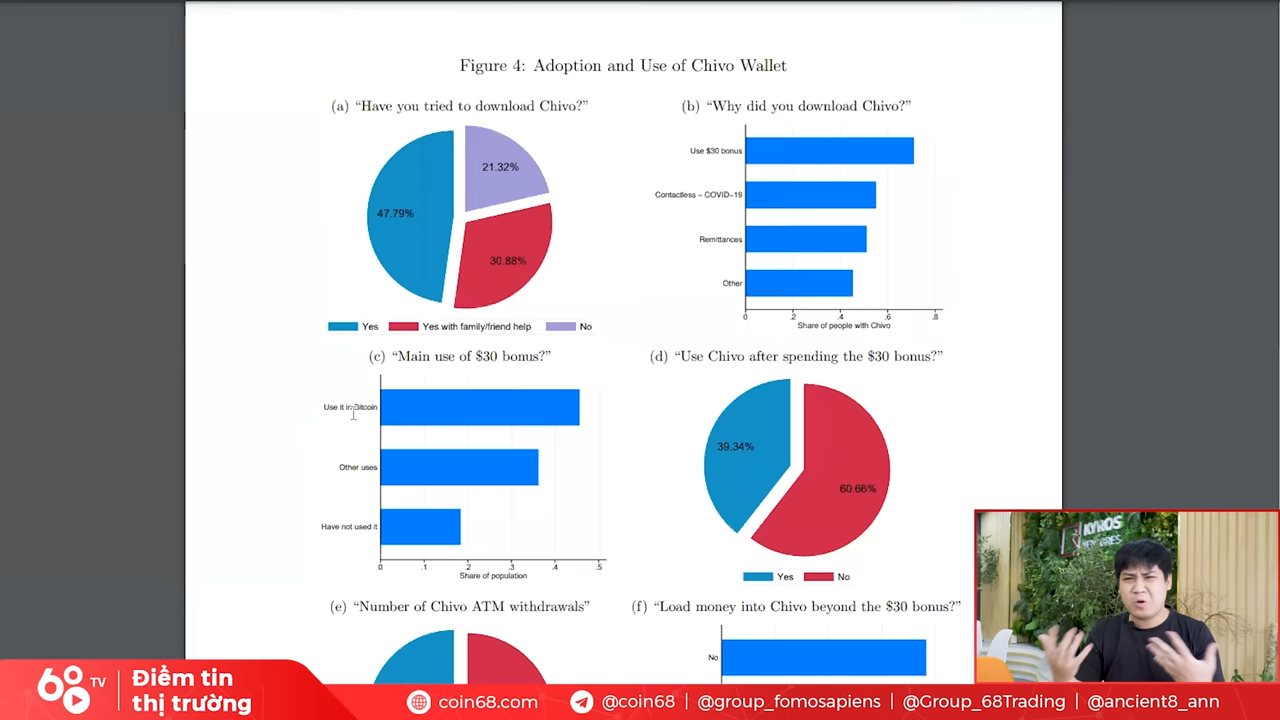 Figure 4: Adoption and Use of Chivo Wallet
(a) “Have you tried to download Chivo?”
21.32%
47.79%
30.88%
Yes
Yes with family/friend help
No
(b) “Why did you download Chivo?”
Use $30 bonus
Contactless – COVID–19
Remittances
Other
0 .2 .4 .6 .8
Share of people with Chivo
(c) “Main use of $30 bonus?”
Use it in Bitcoin
Other uses
Have not used it
0 .1 .2 .3 .4 .5
Share of population
(d) “Use Chivo after spending the $30 bonus?”
39.34%
60.66%
Yes
No
(e) “Number of Chivo ATM withdrawals”
(f) “Load money into Chivo beyond the $30 bonus?”
No
KYROS
68 TV
Điểm tin
thị trường
coin68.com
@coin68 | @group_fomosapiens | @Group_68Trading | @ancient8_ann